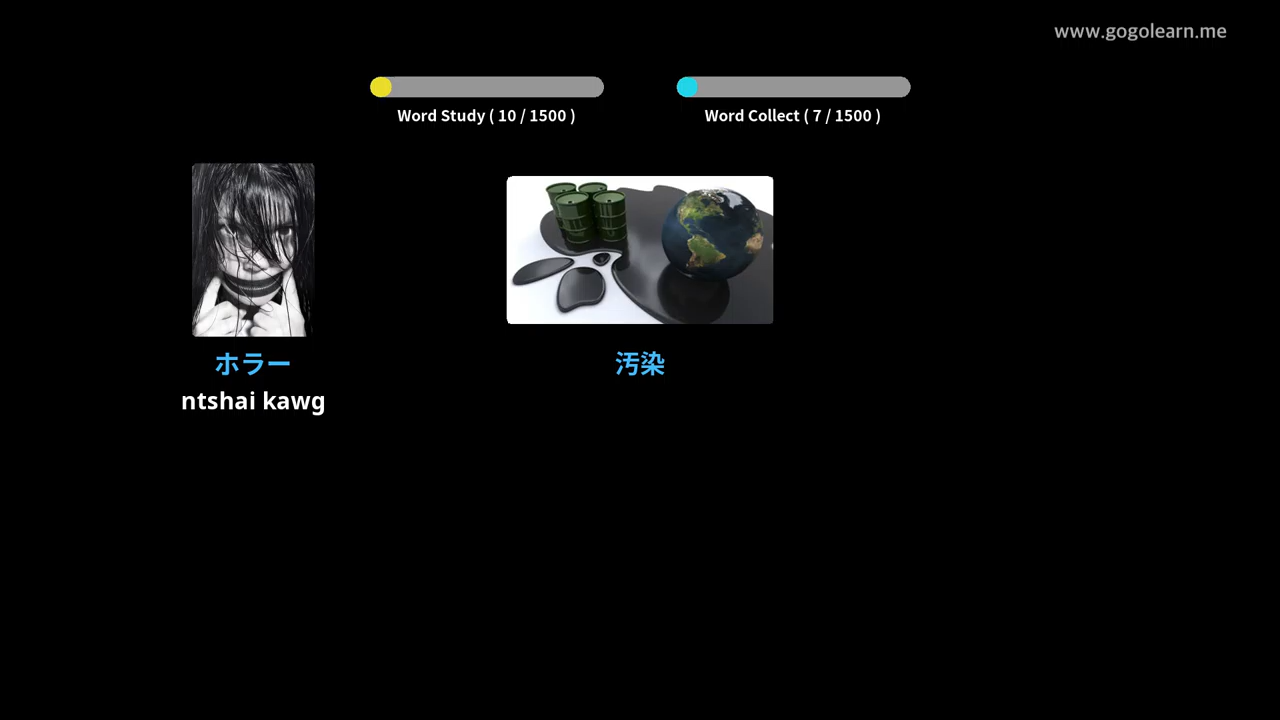 www.gogolearn.me
Word Study ( 10 / 1500 )
Word Collect ( 7 / 1500 )
ホラー
汚染
ntshai kawg